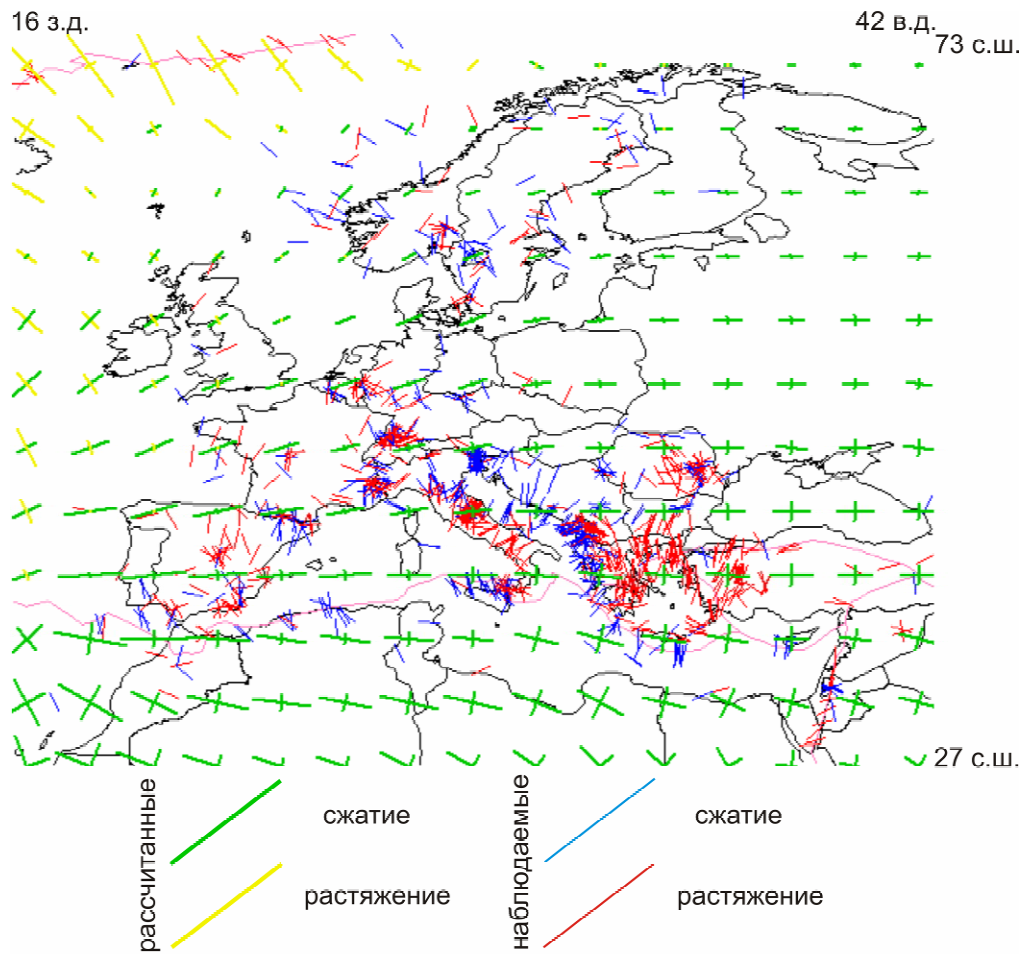 16 з.д.
42 в.д.
73 с.ш.
27 с.ш.
рассчитанные
сжатие
растяжение
наблюдаемые
сжатие
растяжение